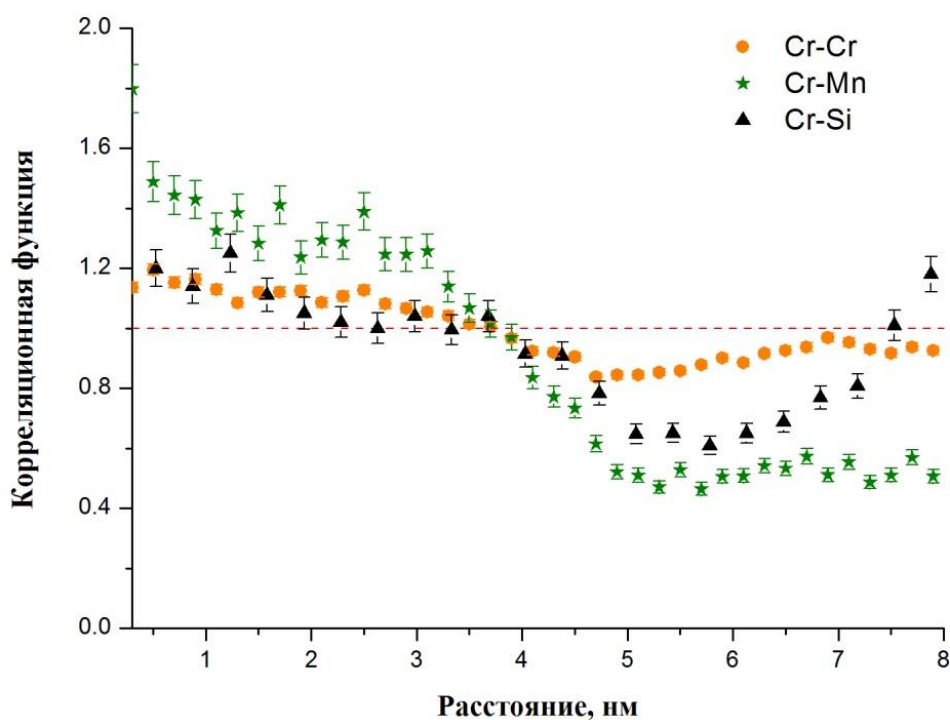 2.0
1.6
1.2
0.8
0.4
0.0
Корреляционная функция
Cr-Cr
Cr-Mn
Cr-Si
1 2 3 4 5 6 7 8
Расстояние, нм